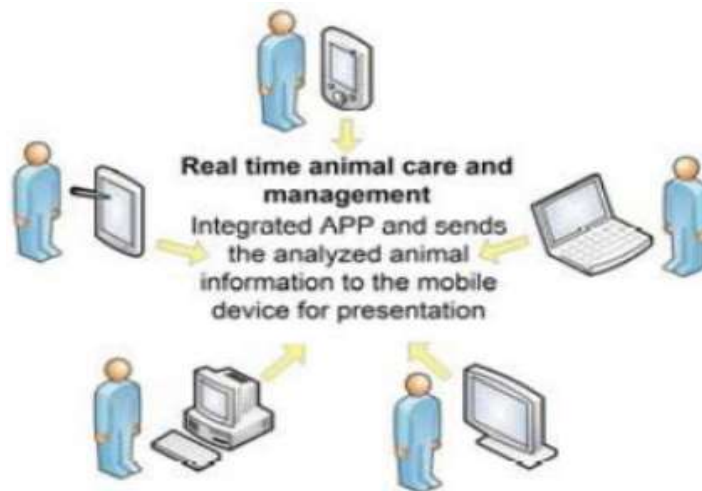 Real time animal care and
management
Integrated APP and sends
the analyzed animal
information to the mobile
device for presentation